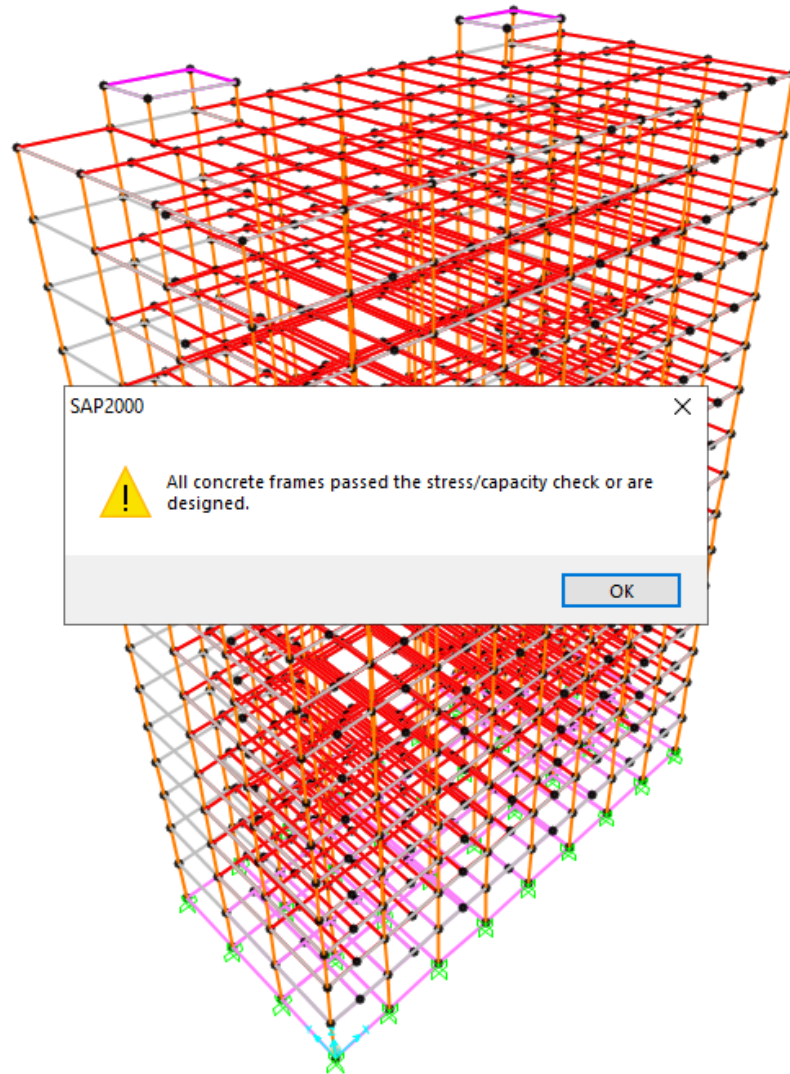 SAP2000
All concrete frames passed the stress/capacity check or are
designed.
OK